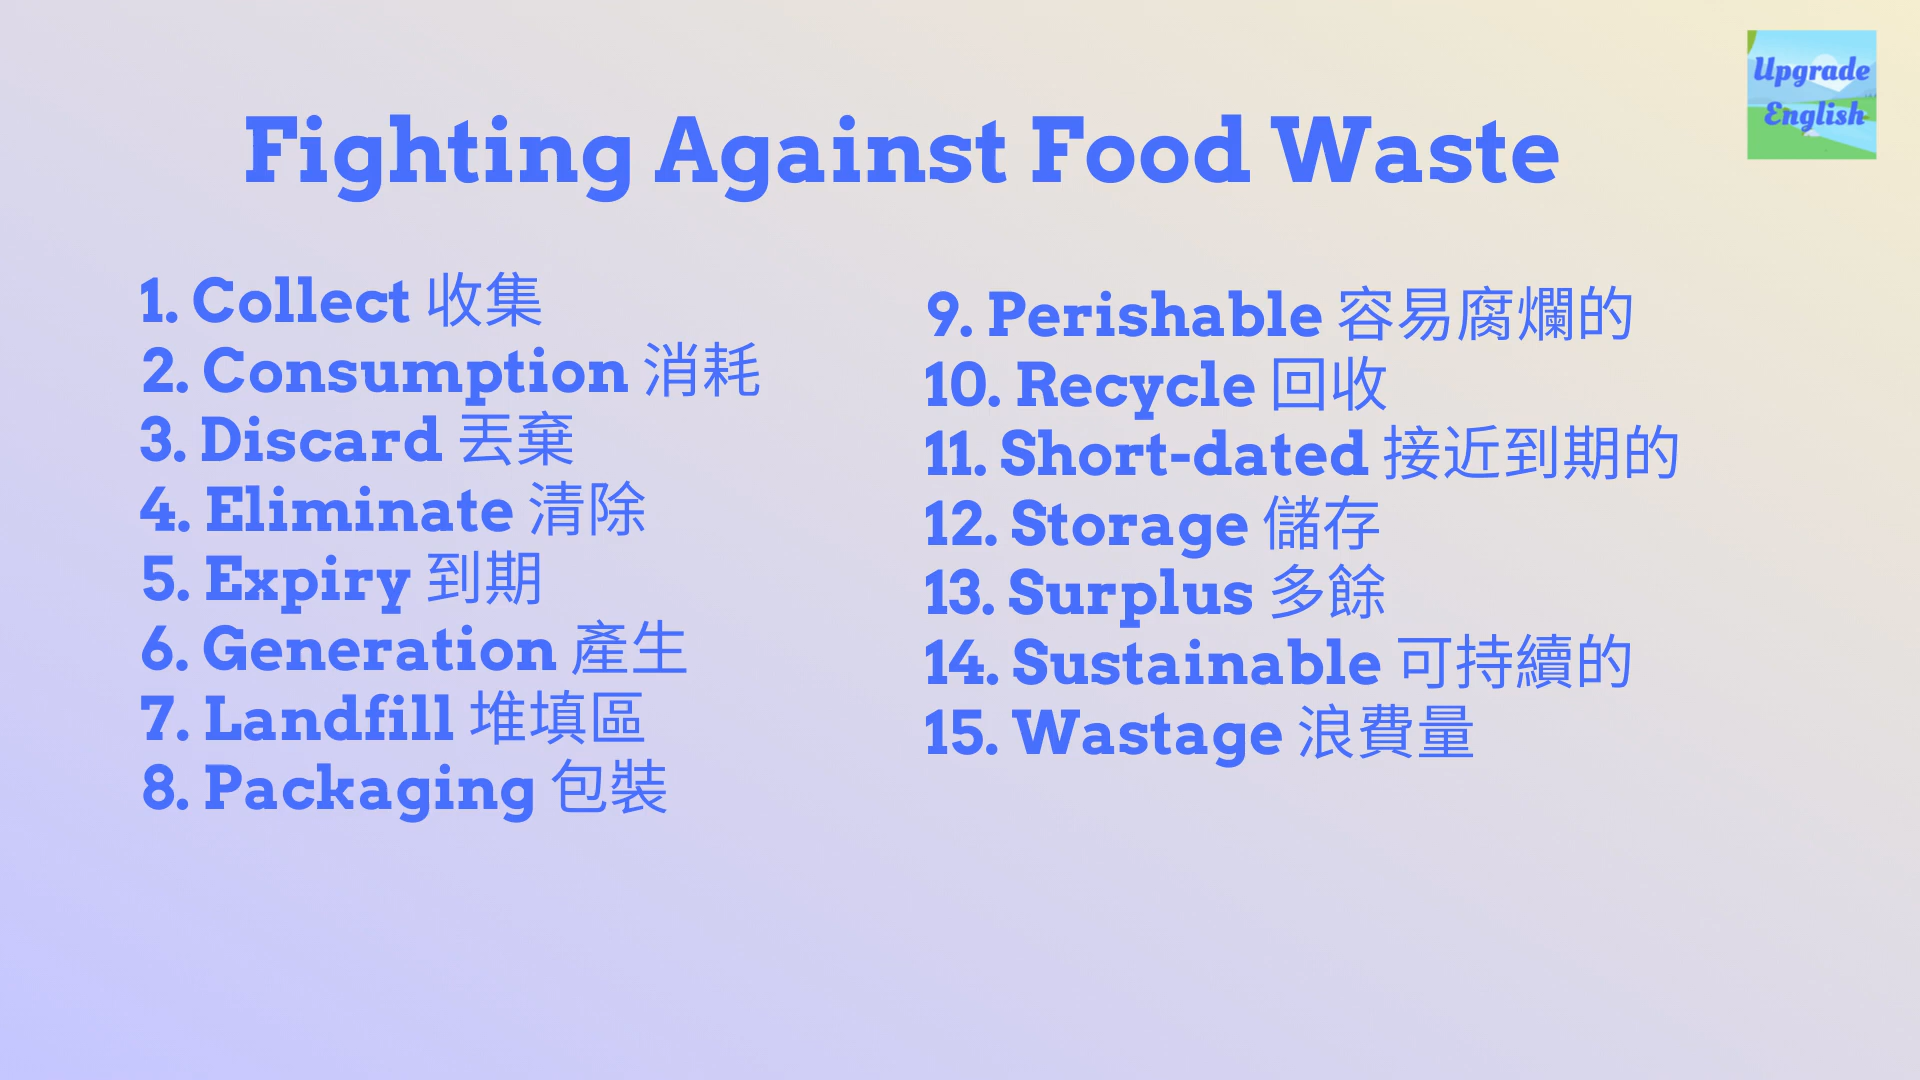 Upgrade
English
Fighting Against Food Waste
1. Collect 收集
2. Consumption 消耗
3. Discard 丟棄
4. Eliminate 清除
5. Expiry 到期
6. Generation 產生
7. Landfill 堆填區
8. Packaging 包裝
9. Perishable 容易腐爛的
10. Recycle 回收
11. Short-dated 接近到期的
12. Storage 儲存
13. Surplus 多餘
14. Sustainable 可持續的
15. Wastage 浪費量